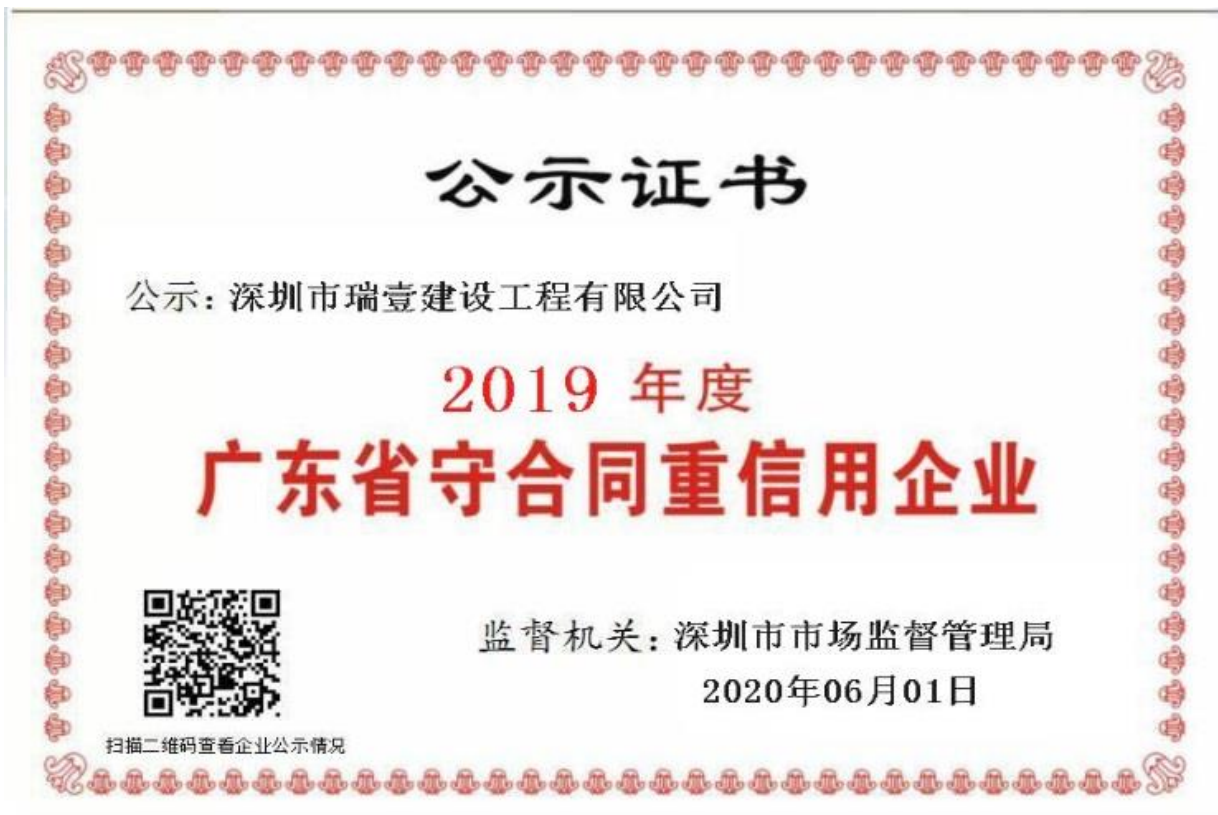 公示证书
公示：深圳市瑞壹建设工程有限公司
2019 年度
广东省守合同重信用企业
监督机关：深圳市市场监督管理局
2020年06月01日
扫描二维码查看企业公示情况